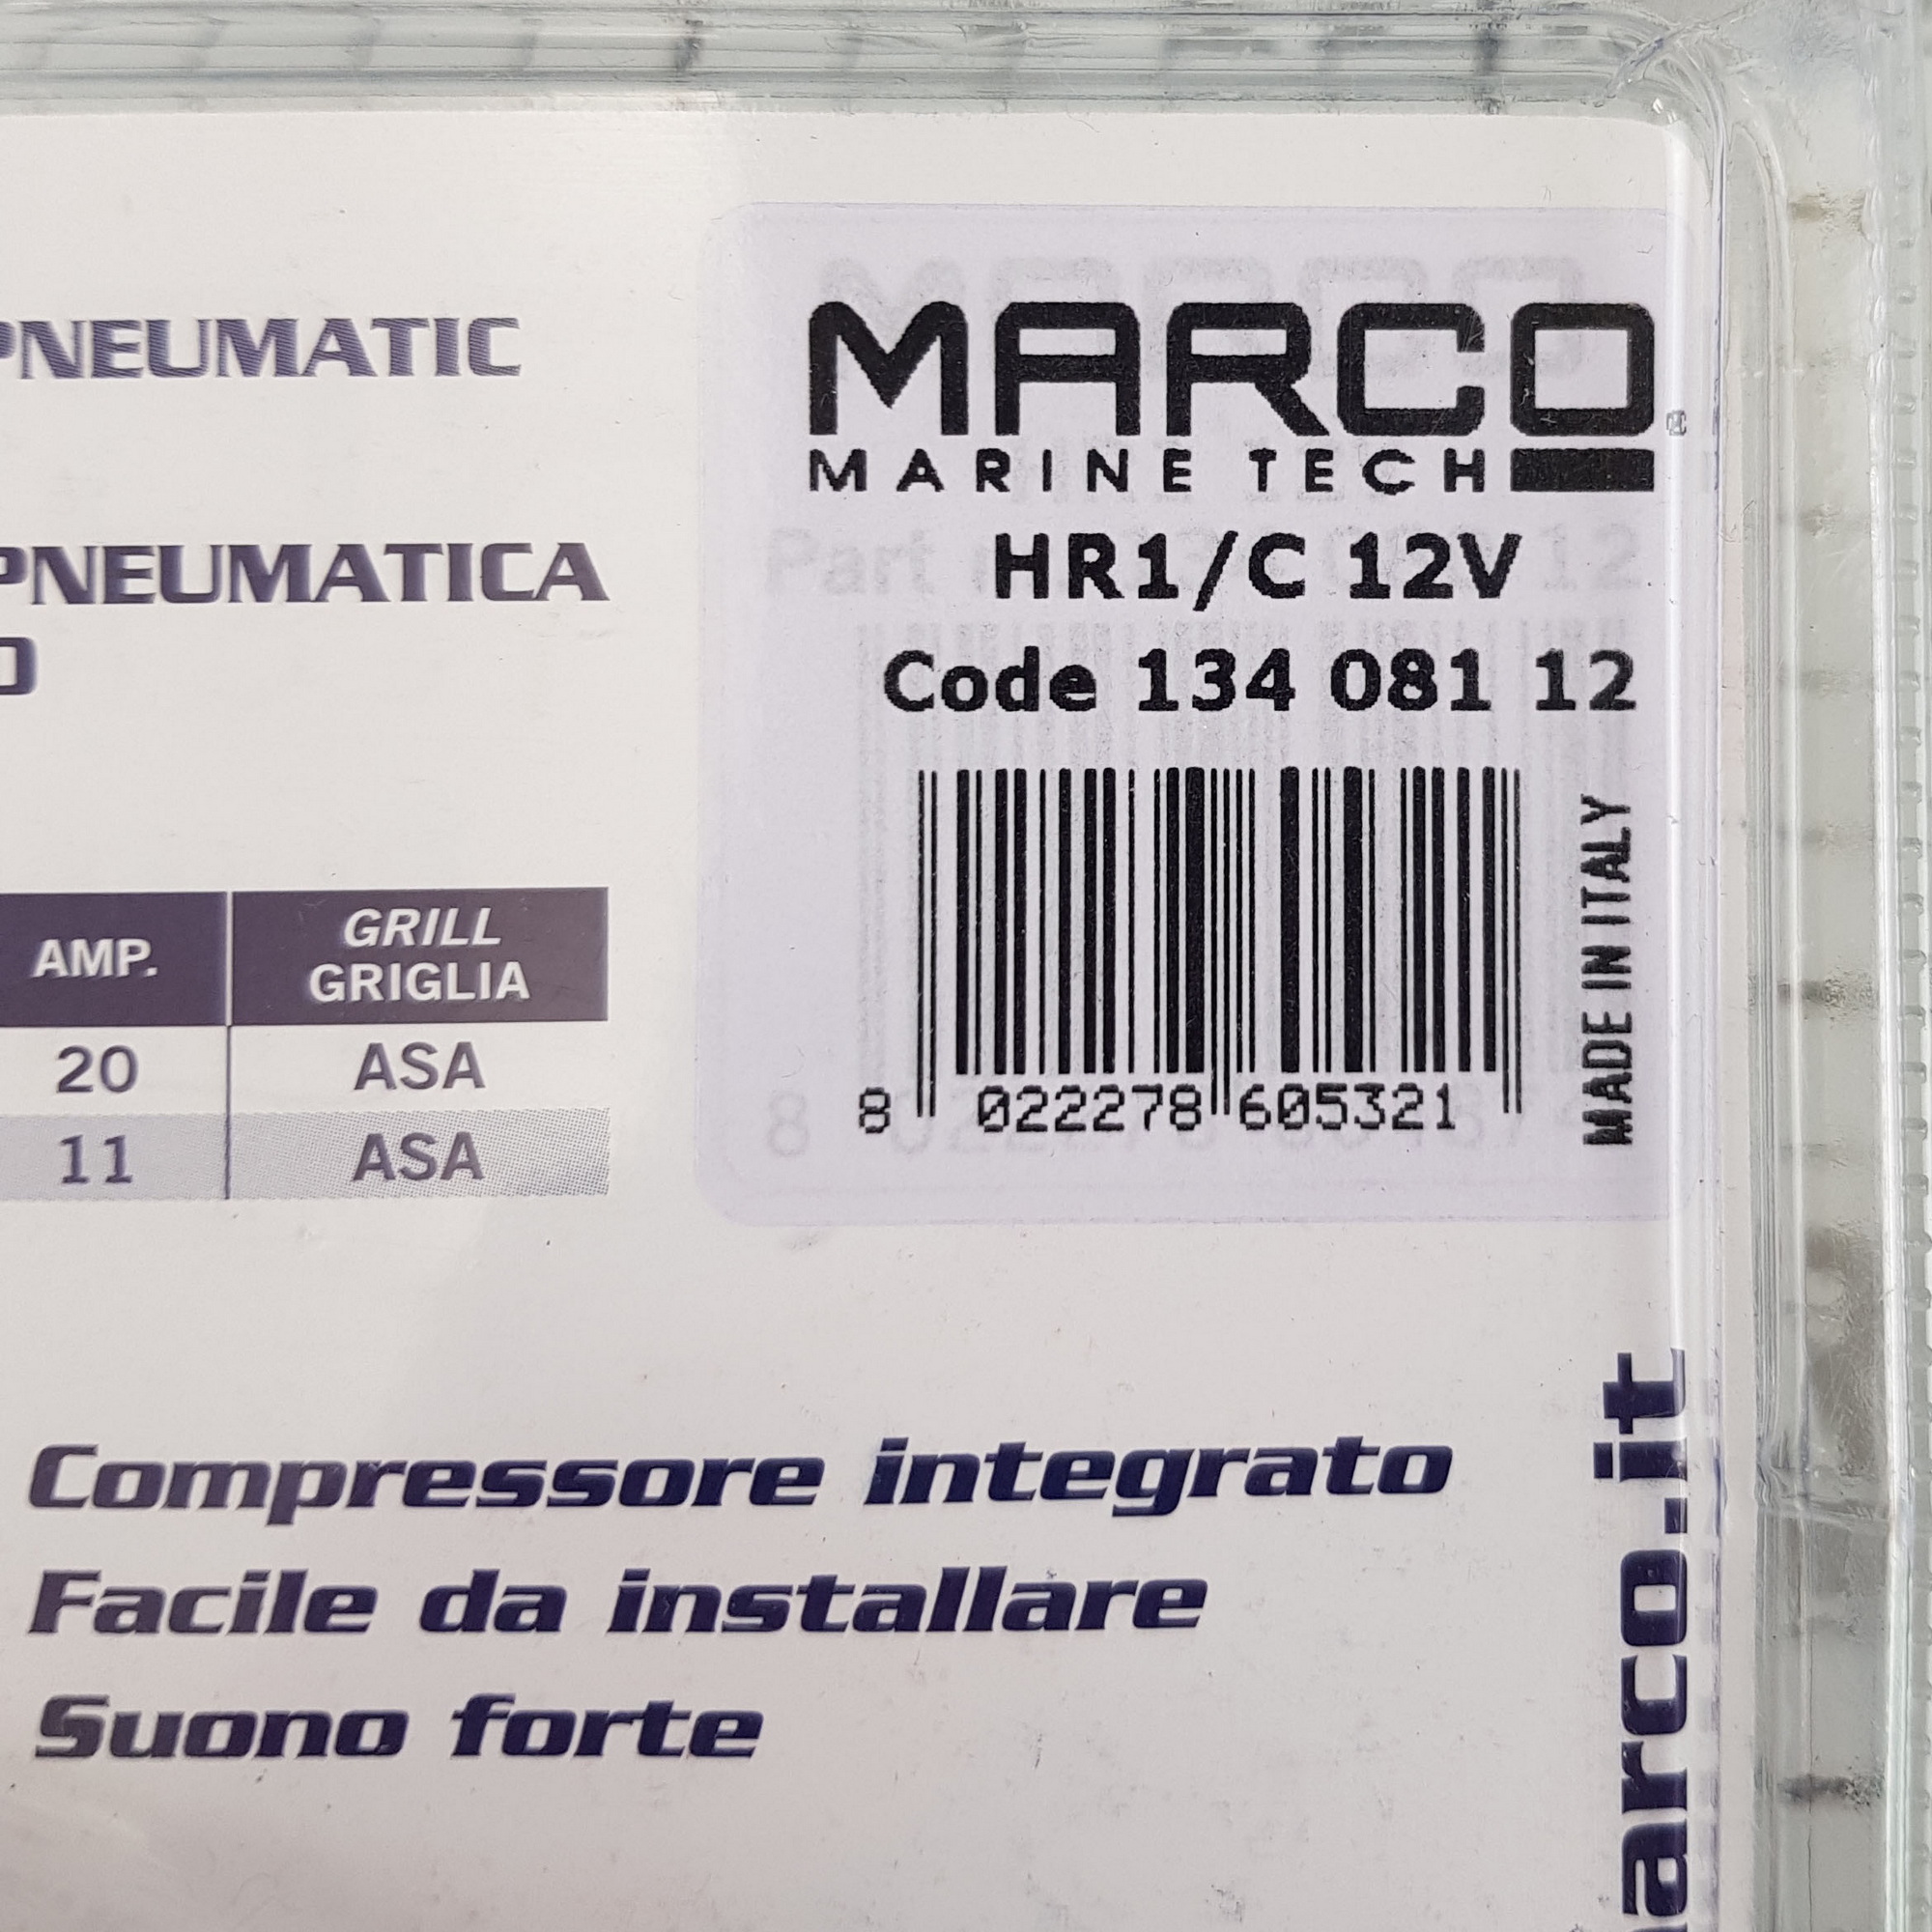 PNEUMATIC
PNEUMATICA
AMP.
GRILL
GRIGLIA
20
ASA
11
ASA
MARCO®
MARINE TECH
HR1/C 12V
Code 134 081 12
8 022278 605321
MADE IN ITALY
Compressore integrato
Facile da installare
Suono forte
arco.it